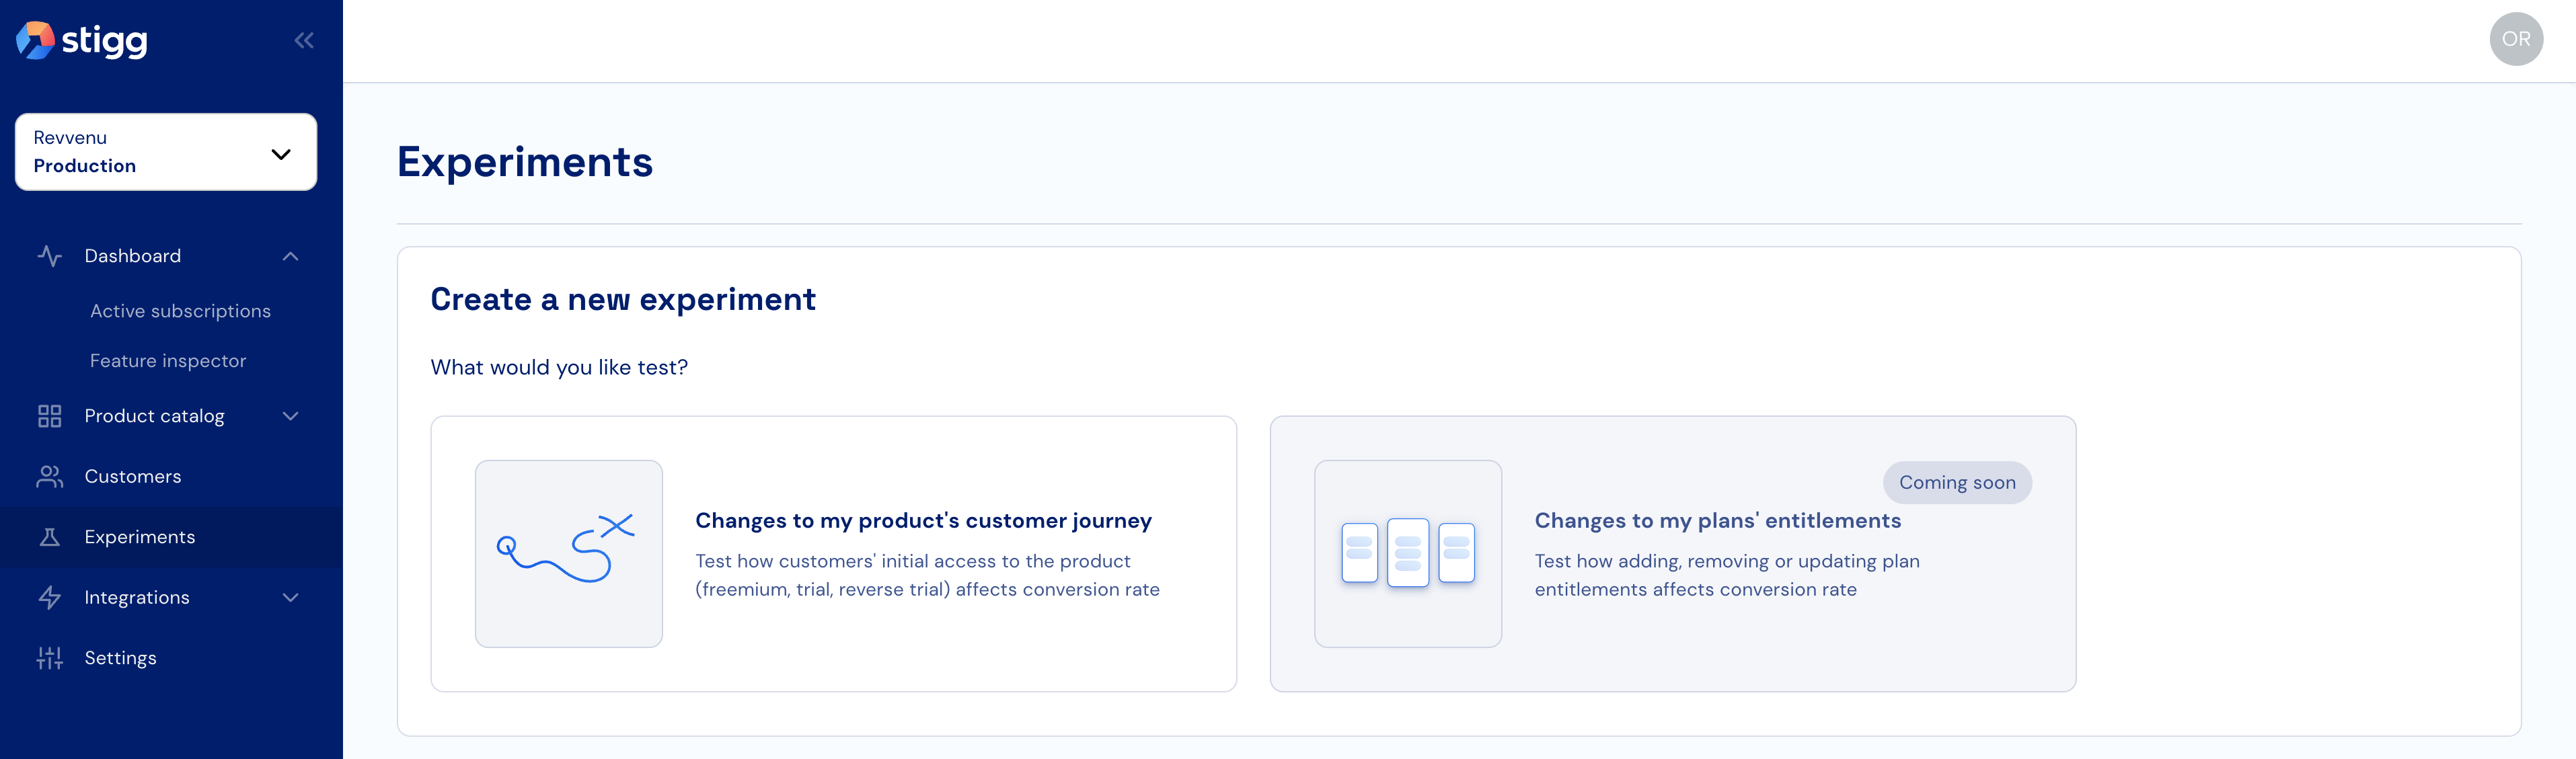 stigg
OR
Revvenu
Production
Dashboard
Active subscriptions
Feature inspector
Product catalog
Customers
Experiments
Integrations
Settings
Experiments
Create a new experiment
What would you like test?
Changes to my product's customer journey
Test how customers' initial access to the product
(freemium, trial, reverse trial) affects conversion rate
Coming soon
Changes to my plans' entitlements
Test how adding, removing or updating plan
entitlements affects conversion rate